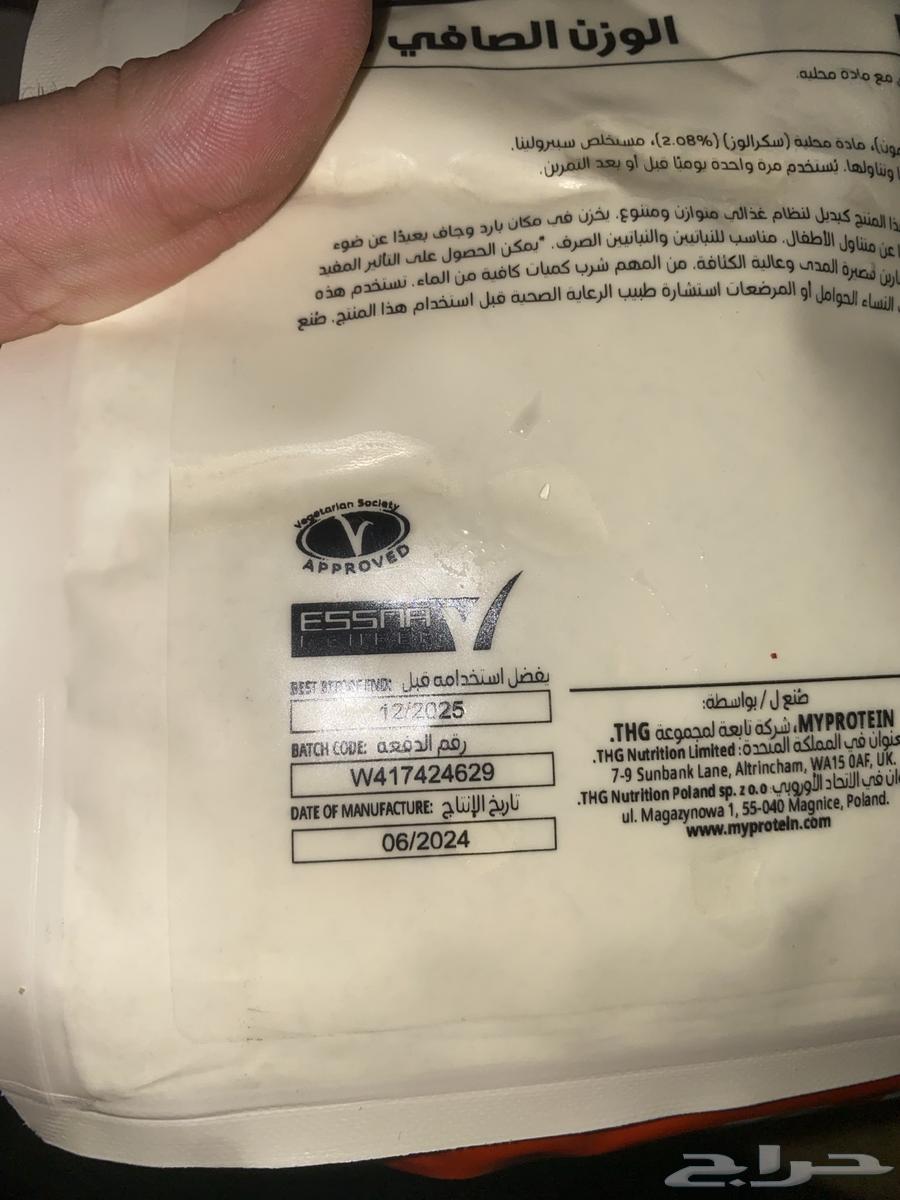 الوزن الصافي
مع مادة محلية.
مادة محلية (سكرالوز) (2.08%)، مستخلص سبيرولينا.
وتناولها. يُستخدم مرة واحدة يوميًا قبل أو بعد التمرين.
المنتج كبديل لنظام غذائي متوازن ومتنوع. يخزن في مكان بارد وجاف بعيدًا عن ضوء
عن متناول الأطفال. مناسب للنباتيين والنباتيين الصرف. *يمكن الحصول على التأثير المفيد
قصيرة المدى وعالية الكثافة. من المهم شرب كميات كافية من الماء. تستخدم هذه
النساء الحوامل أو المرضعات استشارة طبيب الرعاية الصحية قبل استخدام هذا المنتج. صُنع
Vegetarian Society
APPROVED
ESSNA
BEST BEFORE END: يفضل استخدامه قبل
12/2025
BATCH CODE: رقم الدفعة
W417424629
DATE OF MANUFACTURE: تاريخ الإنتاج
06/2024
صُنع ل / بواسطة:
MYPROTEIN، شركة تابعة لمجموعة THG.
في المملكة المتحدة: THG Nutrition Limited.
7-9 Sunbank Lane, Altrincham, WA15 0AF, UK.
في الاتحاد الأوروبي THG Nutrition Poland sp. z o.o.
ul. Magazynowa 1, 55-040 Magnice, Poland.
www.myprotein.com
حراج